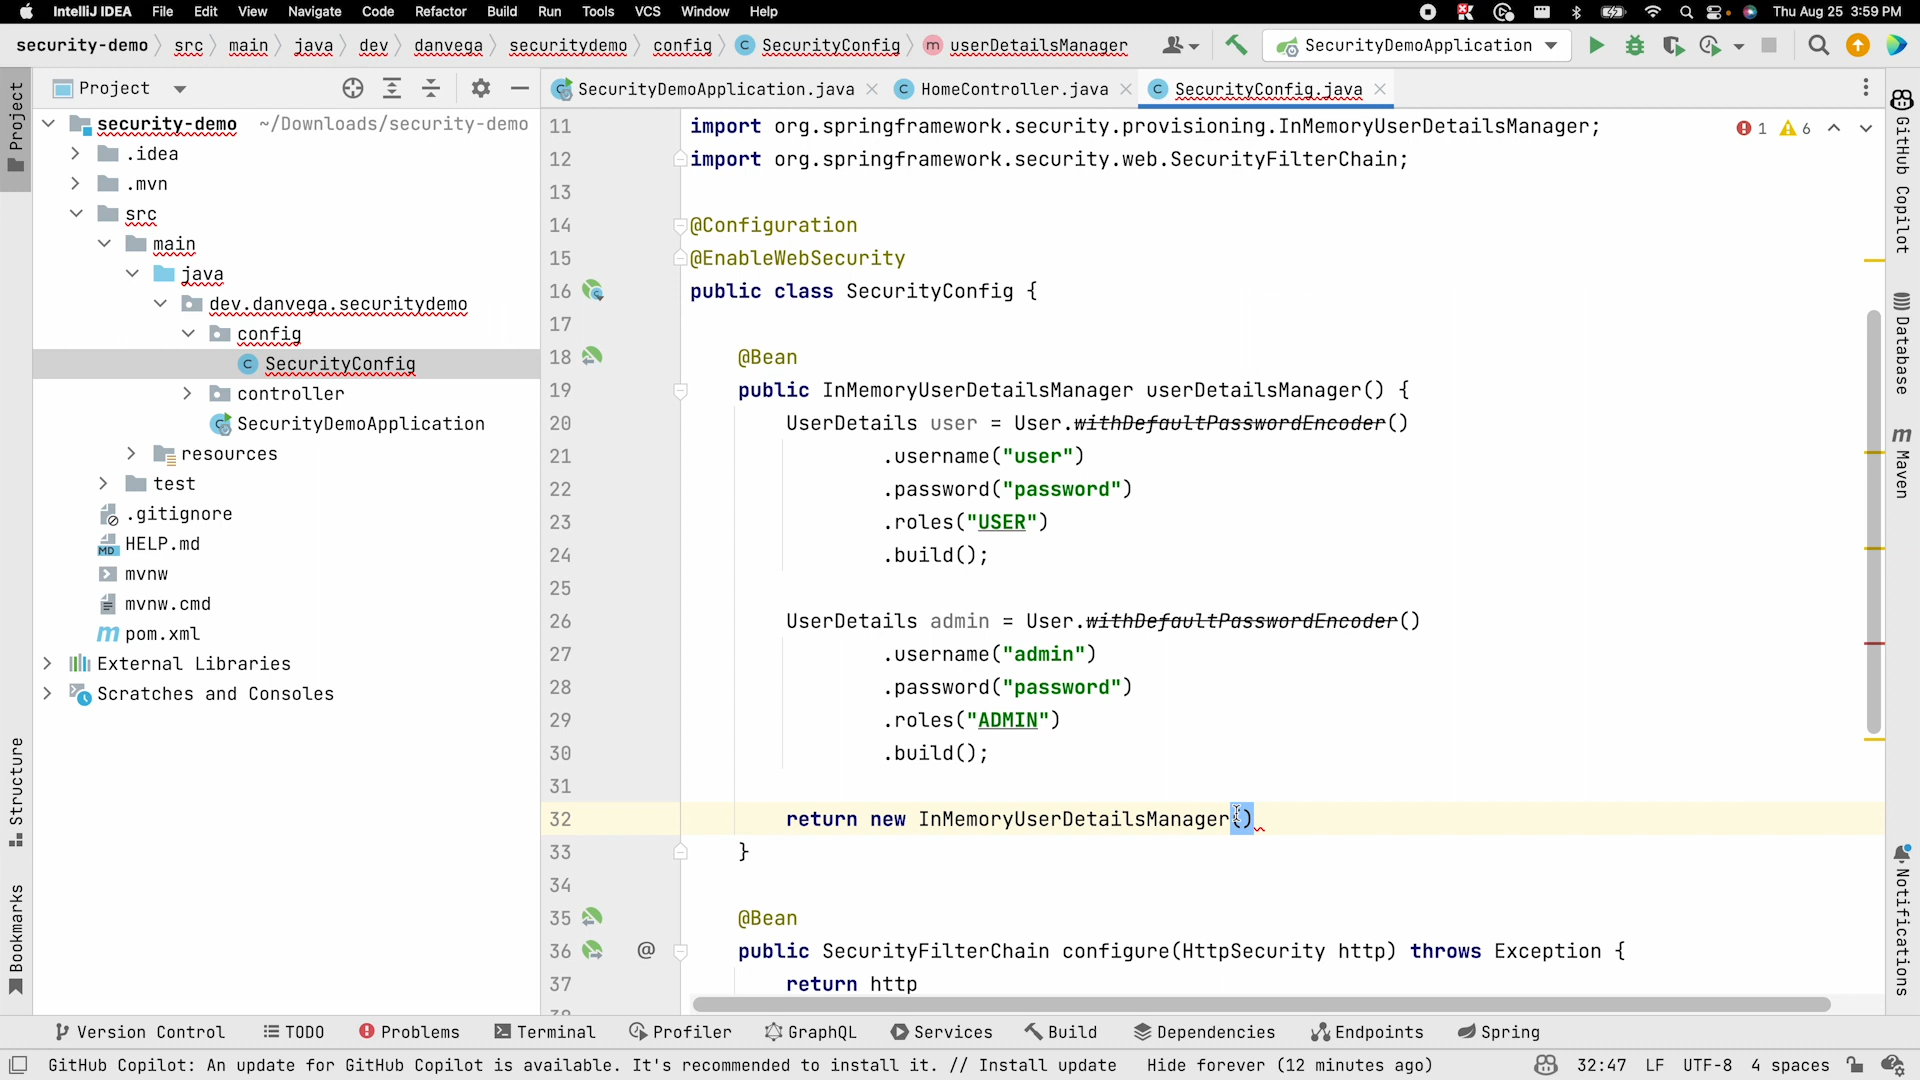 IntelliJ IDEA File Edit View Navigate Code Refactor Build Run Tools VCS Window Help Thu Aug 25 3:59 PM
security-demo src main java dev danvega securitydemo config C SecurityConfig m userDetailsManager SecurityDemoApplication
Project
SecurityDemoApplication.java C HomeController.java C SecurityConfig.java
Project
security-demo ~/Downloads/security-demo
.idea
.mvn
src
main
java
dev.danvega.securitydemo
config
C SecurityConfig
controller
SecurityDemoApplication
resources
test
.gitignore
MD HELP.md
mvnw
mvnw.cmd
m pom.xml
External Libraries
Scratches and Consoles
Structure
Bookmarks
1 6
11 import org.springframework.security.provisioning.InMemoryUserDetailsManager;
12 import org.springframework.security.web.SecurityFilterChain;
13
14 @Configuration
15 @EnableWebSecurity
16 public class SecurityConfig {
17
18 @Bean
19 public InMemoryUserDetailsManager userDetailsManager() {
20 UserDetails user = User.withDefaultPasswordEncoder()
21 .username("user")
22 .password("password")
23 .roles("USER")
24 .build();
25
26 UserDetails admin = User.withDefaultPasswordEncoder()
27 .username("admin")
28 .password("password")
29 .roles("ADMIN")
30 .build();
31
32 return new InMemoryUserDetailsManager()
33 }
34
35 @Bean
36 @ public SecurityFilterChain configure(HttpSecurity http) throws Exception {
37 return http
GitHub Copilot
Database
m Maven
Notifications
Version Control TODO Problems Terminal Profiler GraphQL Services Build Dependencies Endpoints Spring
GitHub Copilot: An update for GitHub Copilot is available. It's recommended to install it. // Install update Hide forever (12 minutes ago) 32:47 LF UTF-8 4 spaces